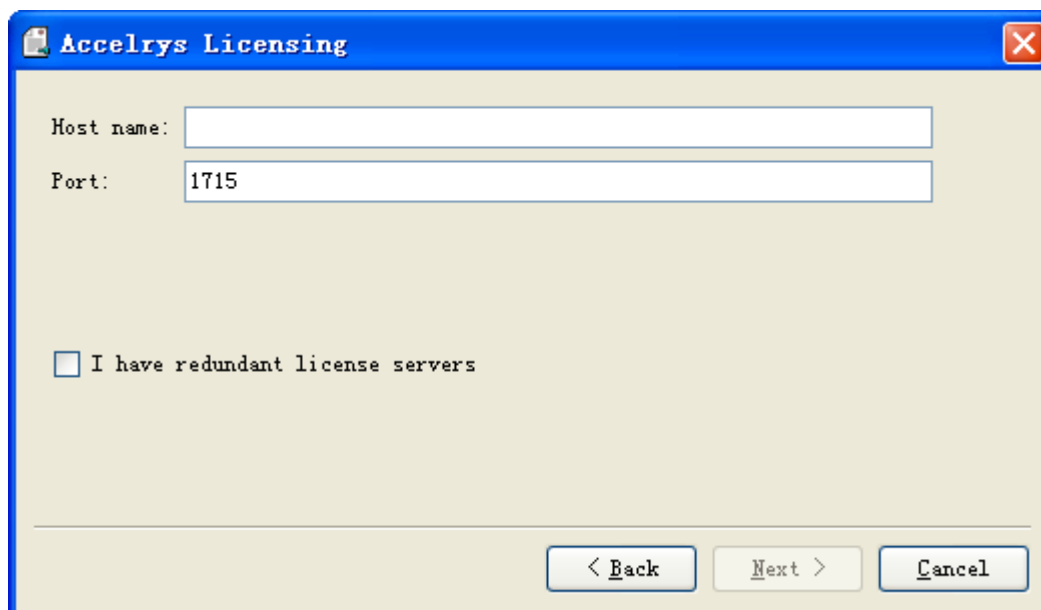 Accelrys Licensing
Host name:
Port: 1715
I have redundant license servers
< Back Next > Cancel